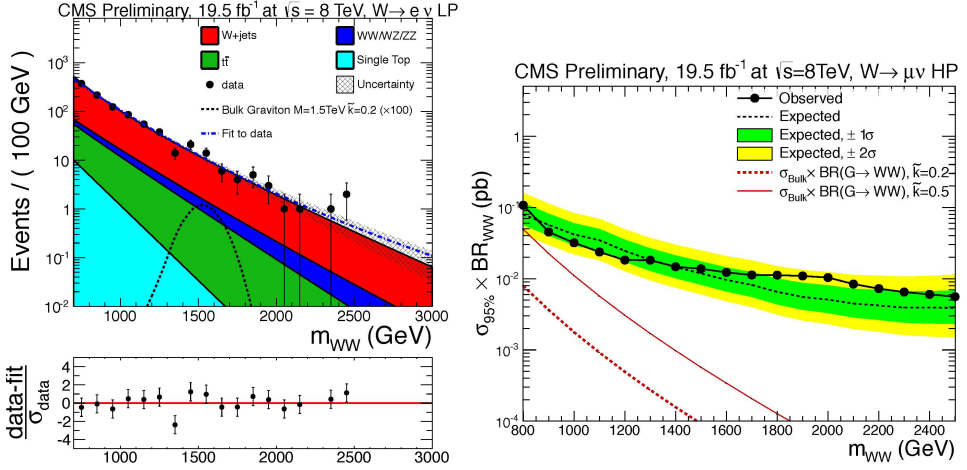 CMS Preliminary, 19.5 fb⁻¹ at √s = 8 TeV, W→ e ν LP
W+jets
WW/WZ/ZZ
tt̄
Single Top
data
Uncertainty
Bulk Graviton M=1.5TeV k̃=0.2 (×100)
Fit to data
Events / ( 100 GeV )
10³
10²
10
1
10⁻¹
10⁻²
1000 1500 2000 2500 3000
m_WW (GeV)
data-fit
σ_data
4
2
0
-2
-4
1000 1500 2000 2500 3000
m_WW (GeV)
CMS Preliminary, 19.5 fb⁻¹ at √s=8TeV, W→ μν HP
Observed
Expected
Expected, ± 1σ
Expected, ± 2σ
σ_Bulk× BR(G→ WW), k̃=0.2
σ_Bulk× BR(G→ WW), k̃=0.5
σ_95% × BR_WW (pb)
1
10⁻¹
10⁻²
10⁻³
10⁻⁴
800 1000 1200 1400 1600 1800 2000 2200 2400
m_WW (GeV)